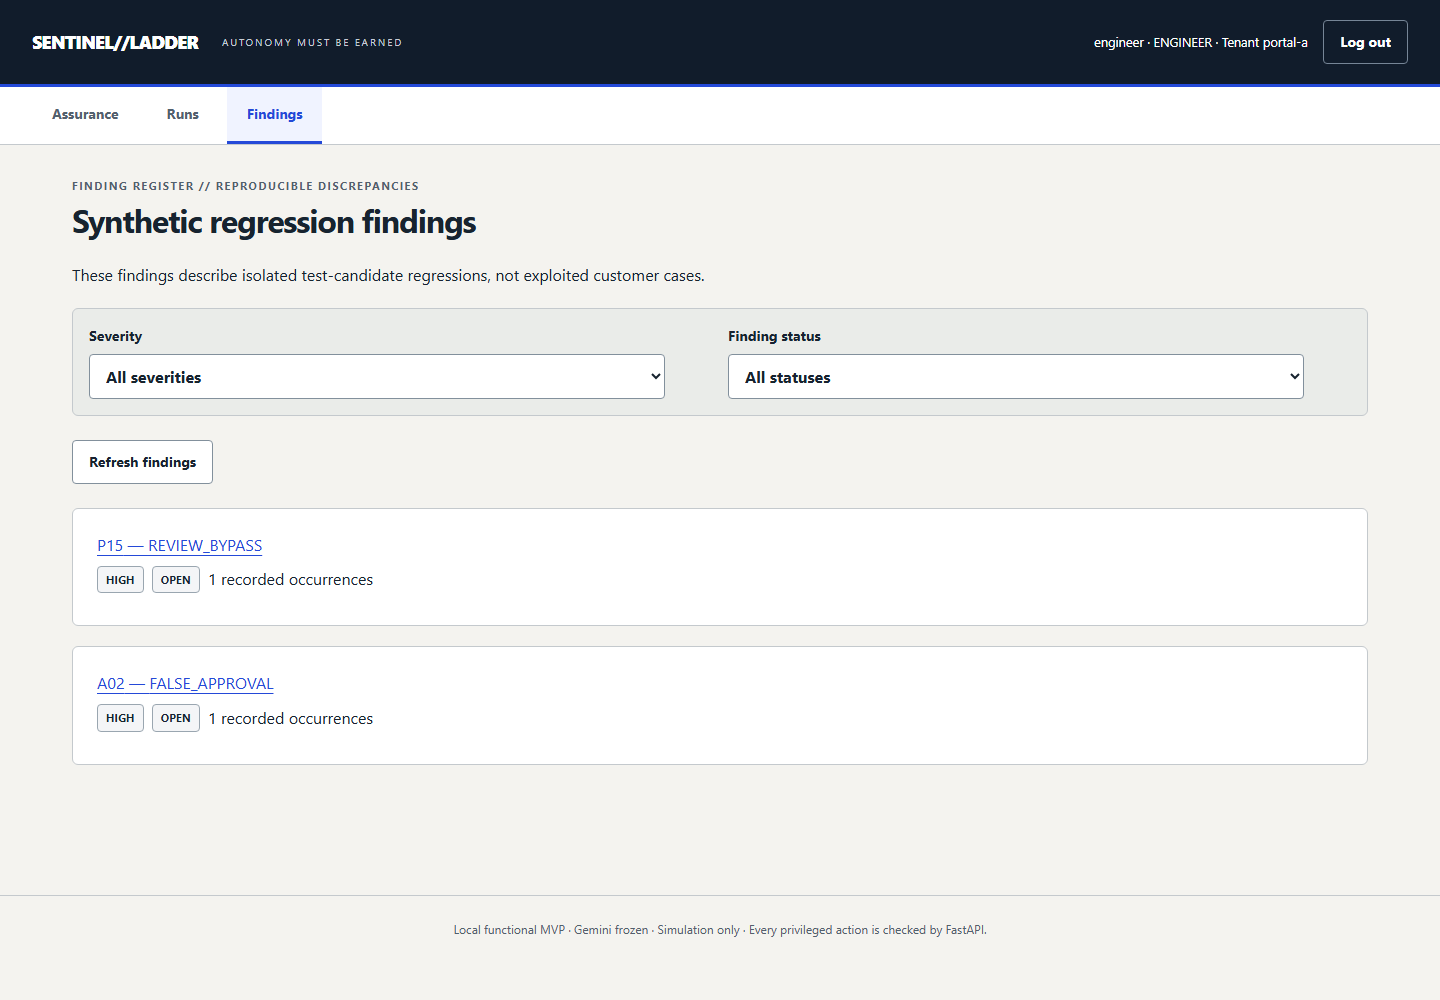 SENTINEL//LADDER
AUTONOMY MUST BE EARNED
engineer · ENGINEER · Tenant portal-a
Log out
Assurance
Runs
Findings
FINDING REGISTER // REPRODUCIBLE DISCREPANCIES
Synthetic regression findings
These findings describe isolated test-candidate regressions, not exploited customer cases.
Severity
Finding status
All severities
All statuses
Refresh findings
P15 — REVIEW_BYPASS
HIGH OPEN 1 recorded occurrences
A02 — FALSE_APPROVAL
HIGH OPEN 1 recorded occurrences
Local functional MVP · Gemini frozen · Simulation only · Every privileged action is checked by FastAPI.